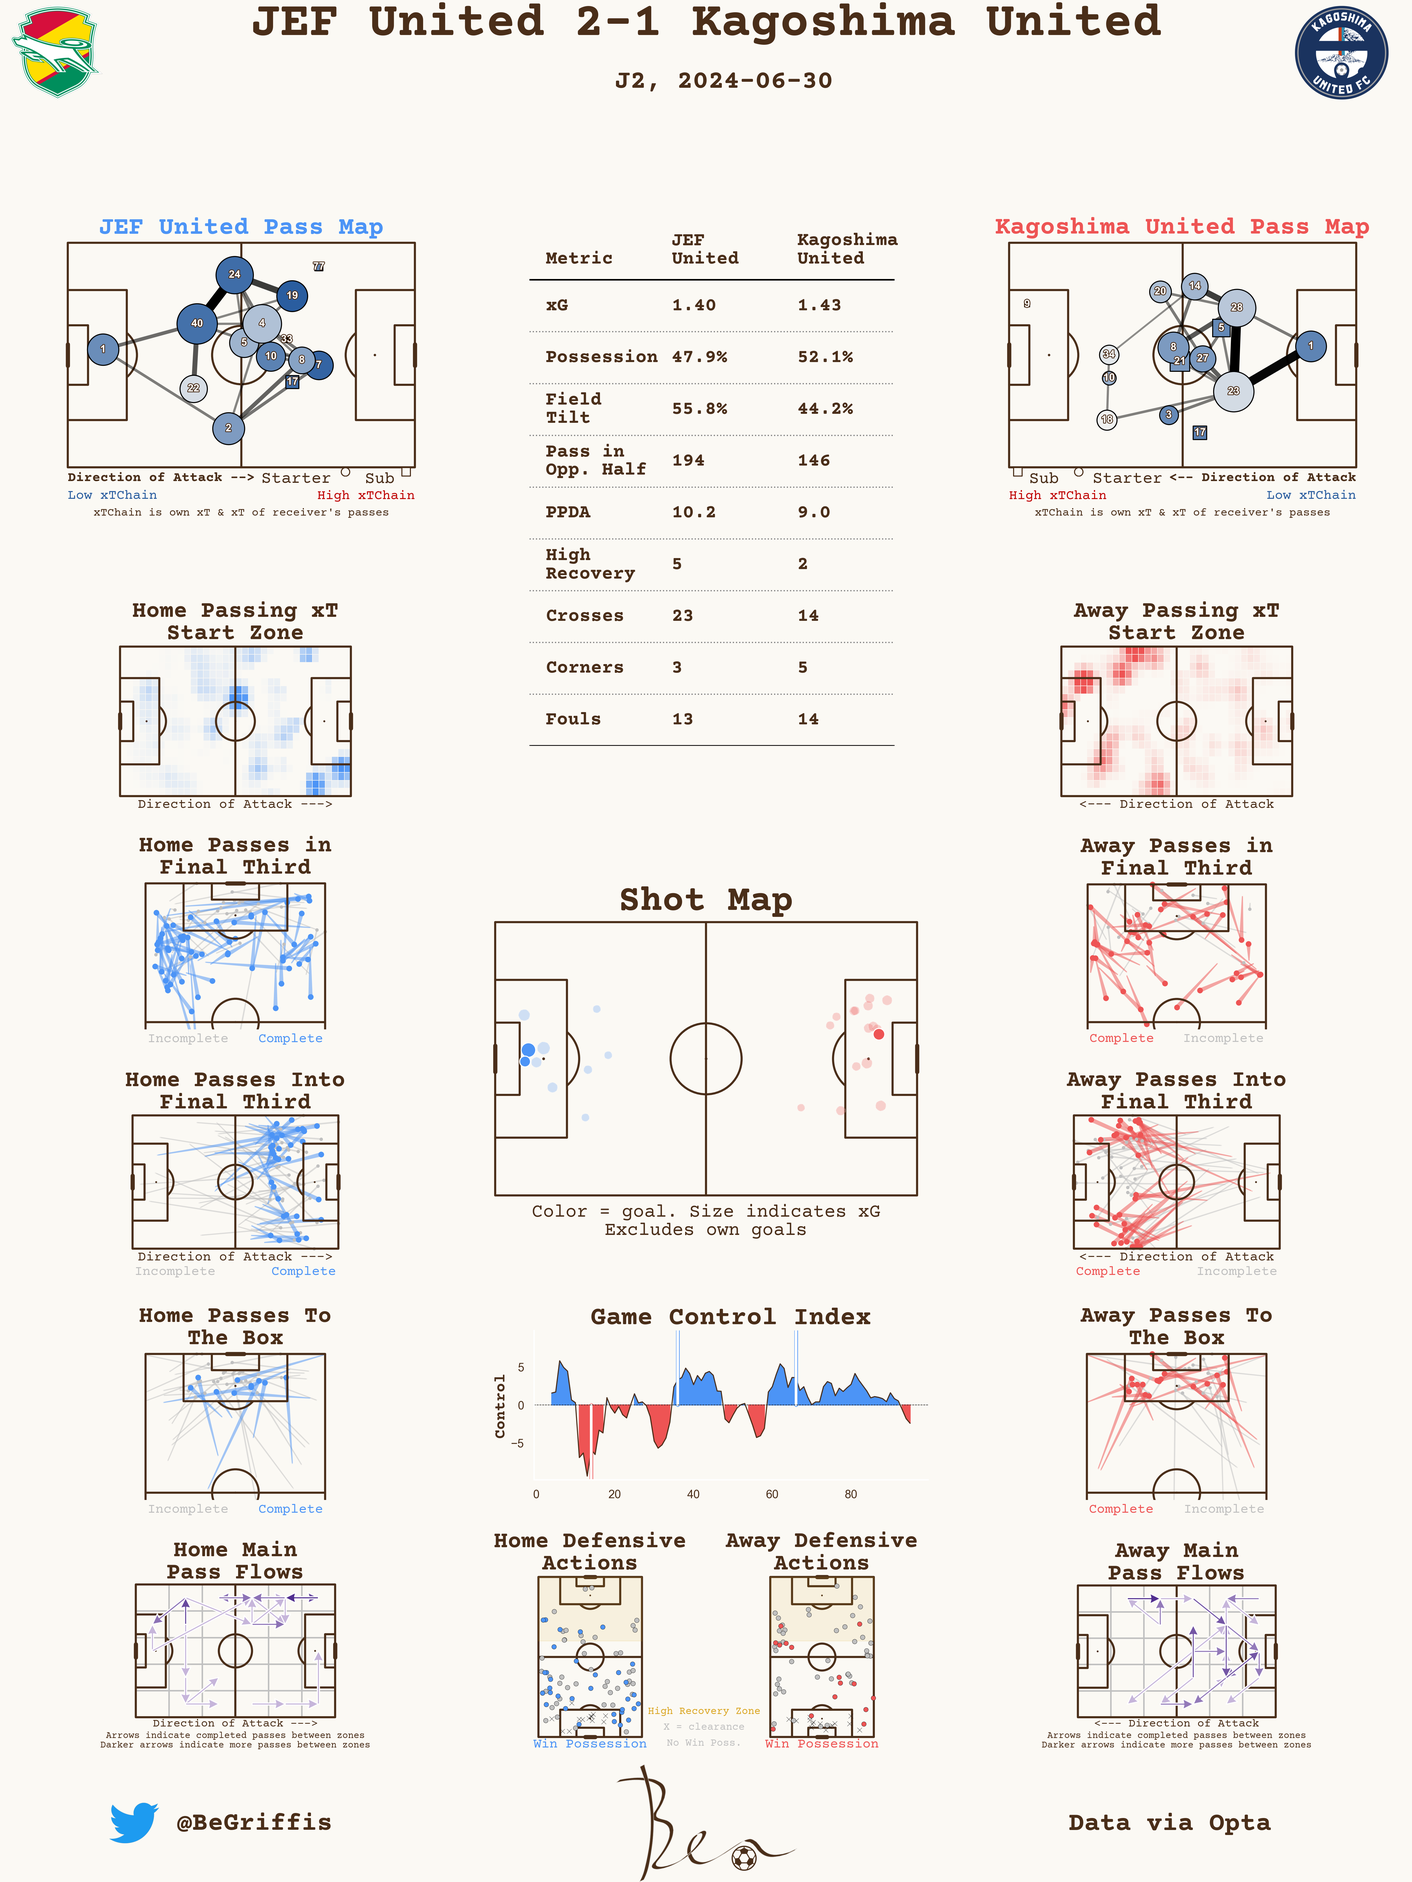 JEF United 2-1 Kagoshima United
J2, 2024-06-30
KAGOSHIMA
UNITED FC
JEF United Pass Map
24
77
19
40
4
5
33
1
10
8
7
22
17
2
Direction of Attack --> Starter Sub
Low xTChain High xTChain
xTChain is own xT & xT of receiver's passes
Metric JEF United Kagoshima United
xG 1.40 1.43
Possession 47.9% 52.1%
Field Tilt 55.8% 44.2%
Pass in Opp. Half 194 146
PPDA 10.2 9.0
High Recovery 5 2
Crosses 23 14
Corners 3 5
Fouls 13 14
Kagoshima United Pass Map
20
14
9
28
5
8
1
34
21
27
10
23
3
18
17
Sub Starter <-- Direction of Attack
High xTChain Low xTChain
xTChain is own xT & xT of receiver's passes
Home Passing xT
Start Zone
Direction of Attack --->
Away Passing xT
Start Zone
<--- Direction of Attack
Home Passes in
Final Third
Incomplete Complete
Away Passes in
Final Third
Complete Incomplete
Shot Map
Color = goal. Size indicates xG
Excludes own goals
Home Passes Into
Final Third
Direction of Attack --->
Incomplete Complete
Away Passes Into
Final Third
<--- Direction of Attack
Complete Incomplete
Home Passes To
The Box
Incomplete Complete
Game Control Index
Control
5
0
−5
0 20 40 60 80
Away Passes To
The Box
Complete Incomplete
Home Main
Pass Flows
Direction of Attack --->
Arrows indicate completed passes between zones
Darker arrows indicate more passes between zones
Home Defensive
Actions
Win Possession
Away Defensive
Actions
Win Possession
High Recovery Zone
X = clearance
No Win Poss.
Away Main
Pass Flows
<--- Direction of Attack
Arrows indicate completed passes between zones
Darker arrows indicate more passes between zones
@BeGriffis
Ben
Data via Opta